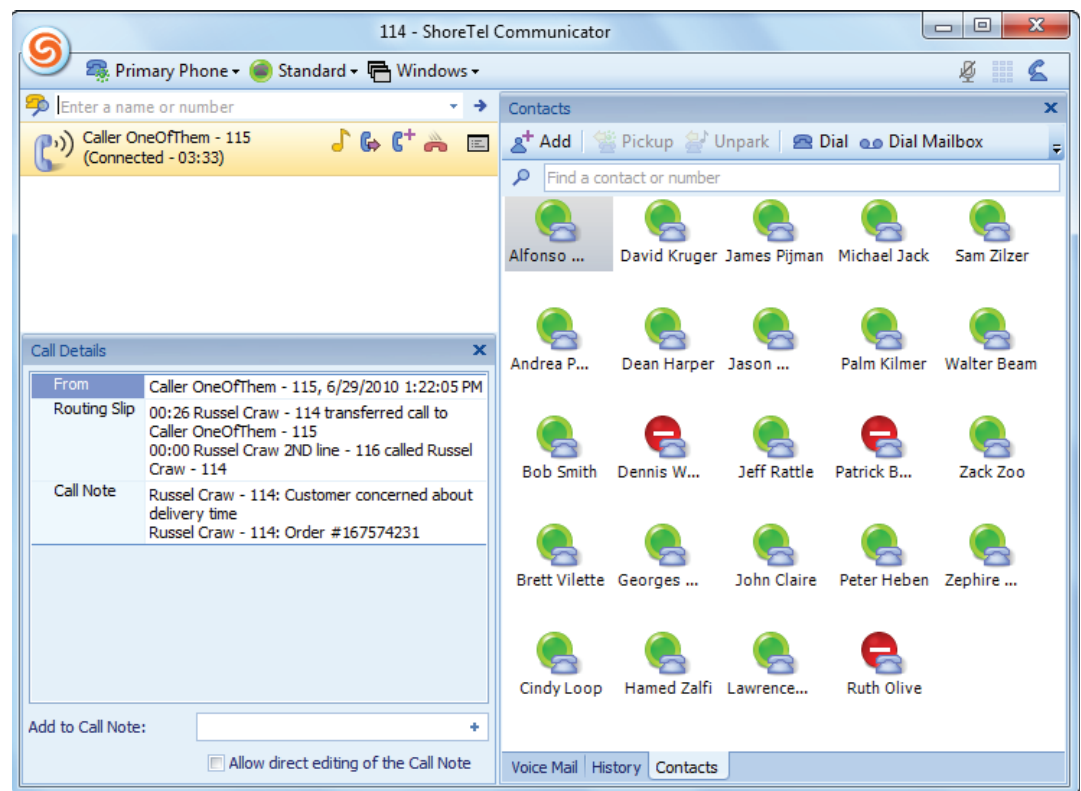 114 - ShoreTel Communicator
Primary Phone Standard Windows
Enter a name or number
Caller OneOfThem - 115
(Connected - 03:33)
Call Details
From Caller OneOfThem - 115, 6/29/2010 1:22:05 PM
Routing Slip 00:26 Russel Craw - 114 transferred call to
Caller OneOfThem - 115
00:00 Russel Craw 2ND line - 116 called Russel
Craw - 114
Call Note Russel Craw - 114: Customer concerned about
delivery time
Russel Craw - 114: Order #167574231
Add to Call Note:
Allow direct editing of the Call Note
Contacts
Add Pickup Unpark Dial Dial Mailbox
Find a contact or number
Alfonso ... David Kruger James Pijman Michael Jack Sam Zilzer
Andrea P... Dean Harper Jason ... Palm Kilmer Walter Beam
Bob Smith Dennis W... Jeff Rattle Patrick B... Zack Zoo
Brett Vilette Georges ... John Claire Peter Heben Zephire ...
Cindy Loop Hamed Zalfi Lawrence... Ruth Olive
Voice Mail History Contacts